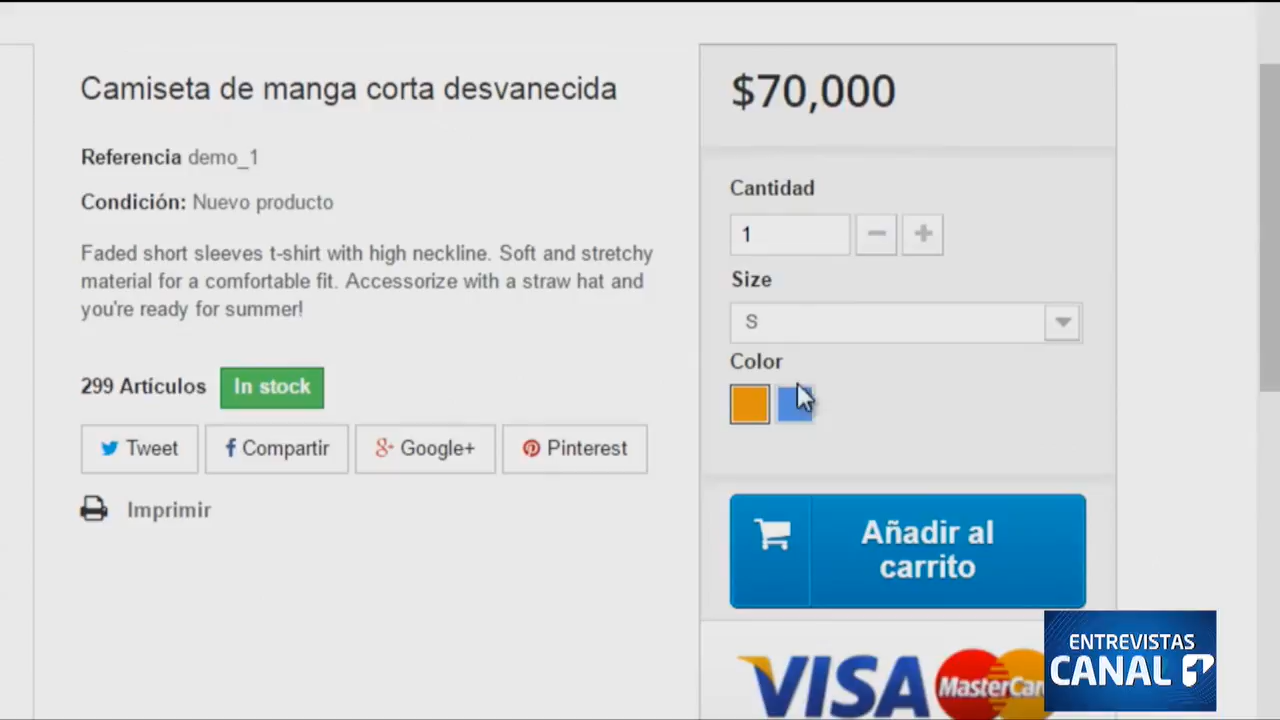 Camiseta de manga corta desvanecida
Referencia demo_1
Condición: Nuevo producto
Faded short sleeves t-shirt with high neckline. Soft and stretchy
material for a comfortable fit. Accessorize with a straw hat and
you're ready for summer!
299 Artículos
In stock
Tweet
Compartir
Google+
Pinterest
Imprimir
$70,000
Cantidad
1
Size
S
Color
Añadir al
carrito
VISA
MasterCard
ENTREVISTAS
CANAL 1